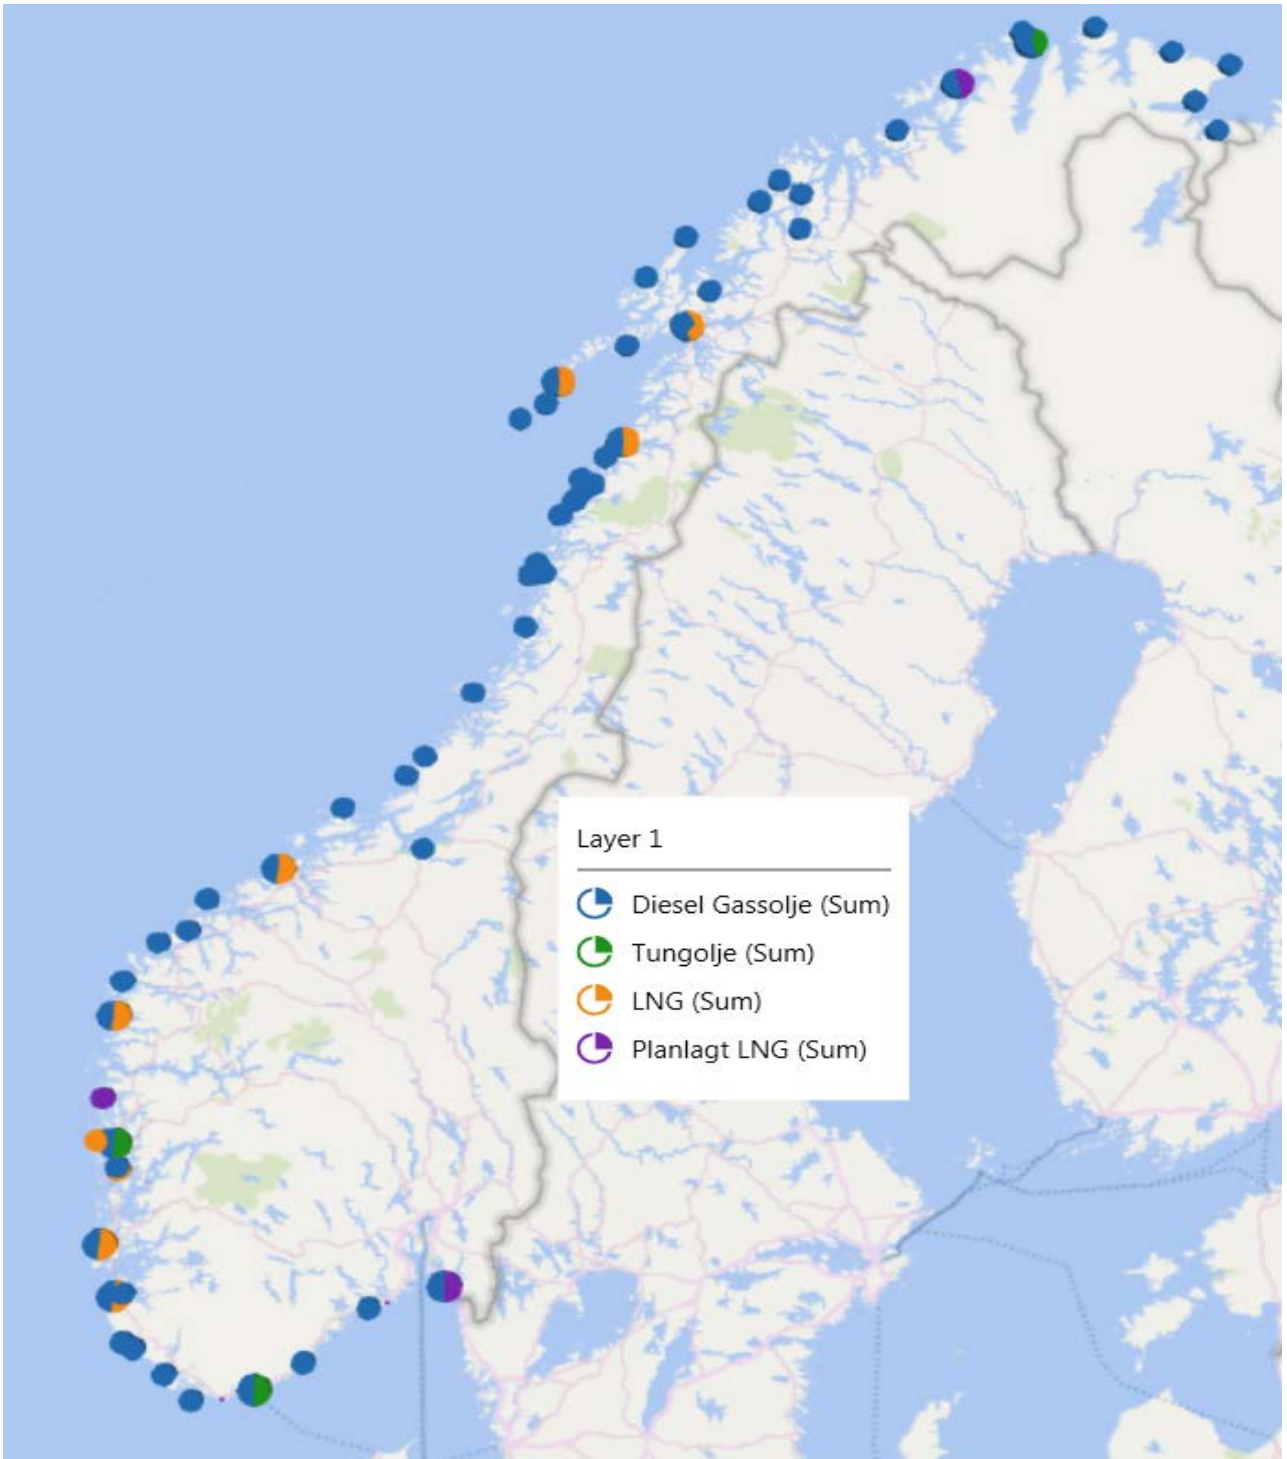 Layer 1
Diesel Gassolje (Sum)
Tungolje (Sum)
LNG (Sum)
Planlagt LNG (Sum)